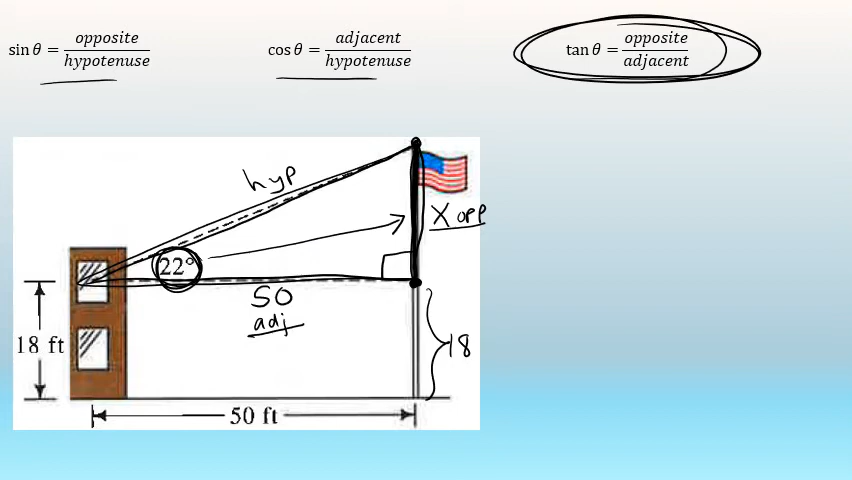 sin θ = opposite / hypotenuse
cos θ = adjacent / hypotenuse
tan θ = opposite / adjacent
hyp
X opp
22°
50
adj
18 ft
18
50 ft